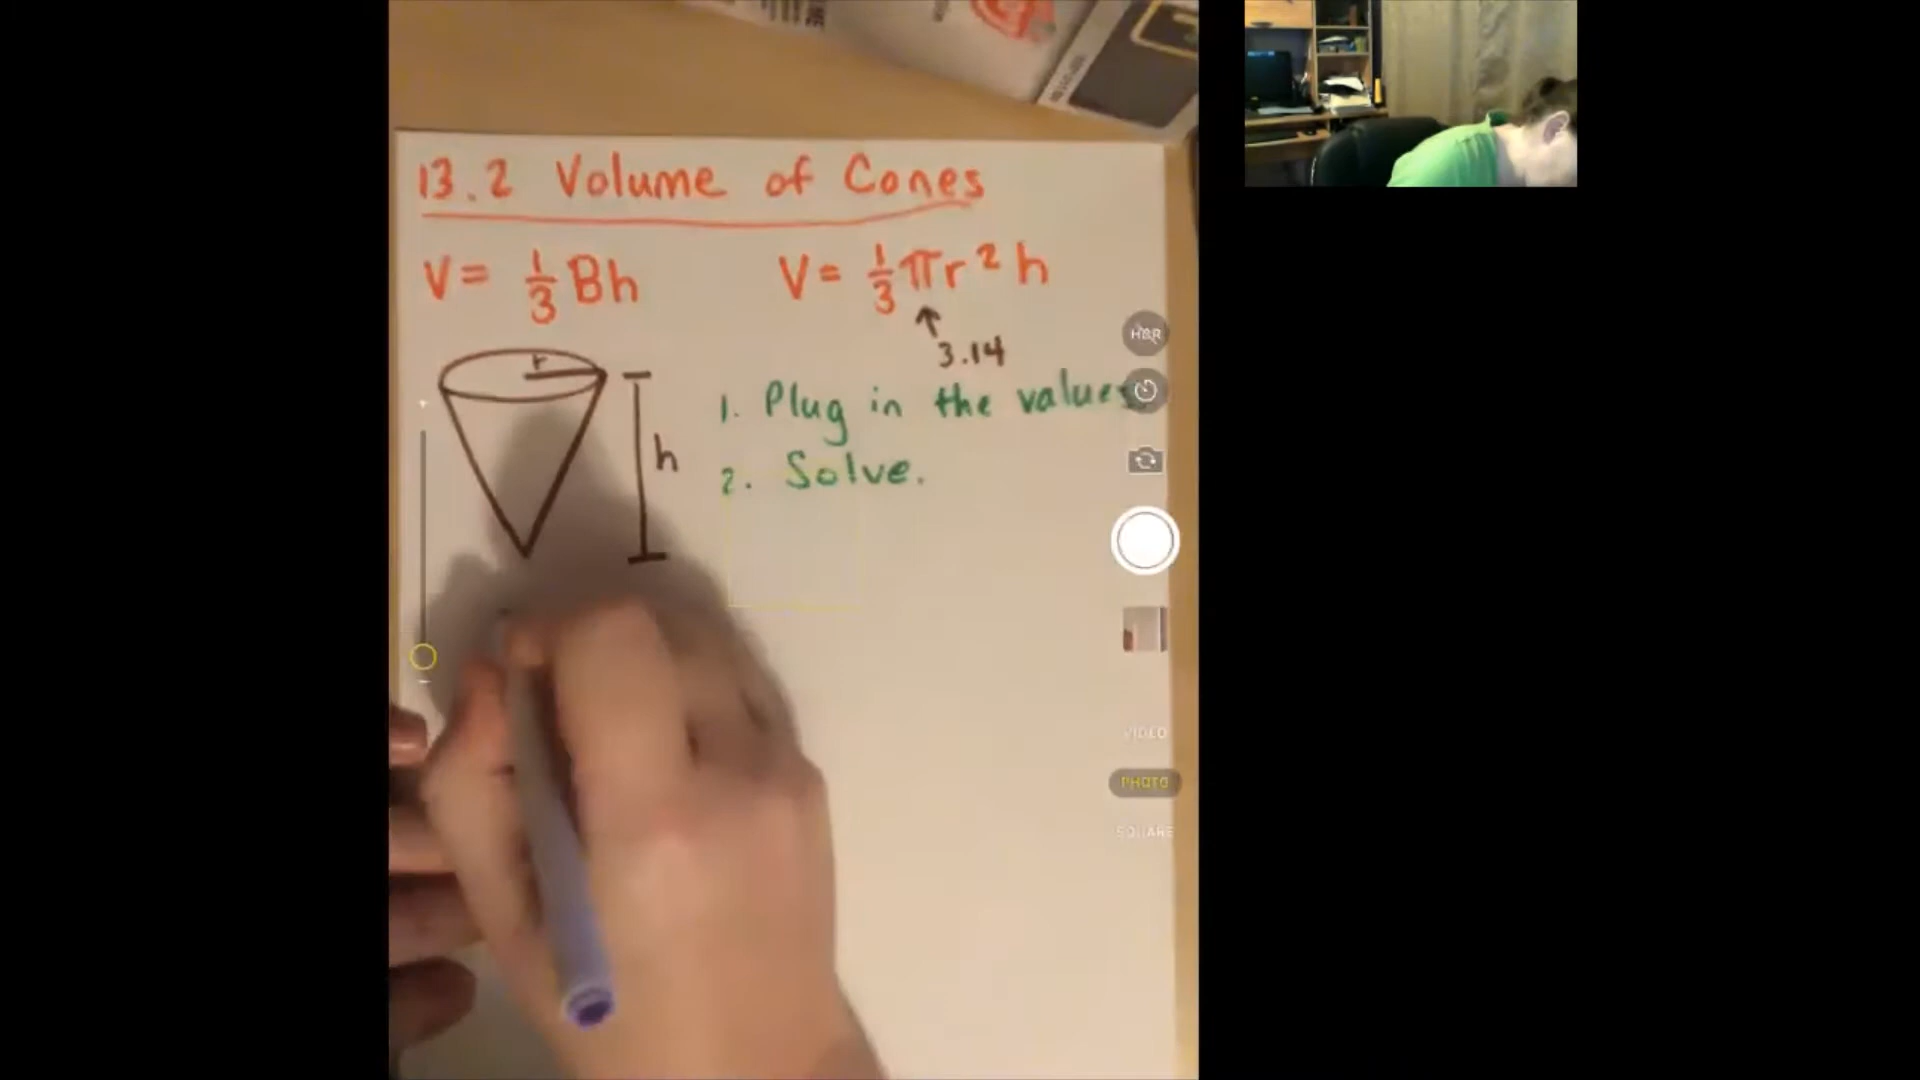 13.2 Volume of Cones
V = 1/3 Bh
V = 1/3 πr²h
3.14
r
h
1. Plug in the values.
2. Solve.
HDR
VIDEO
PHOTO
SQUARE